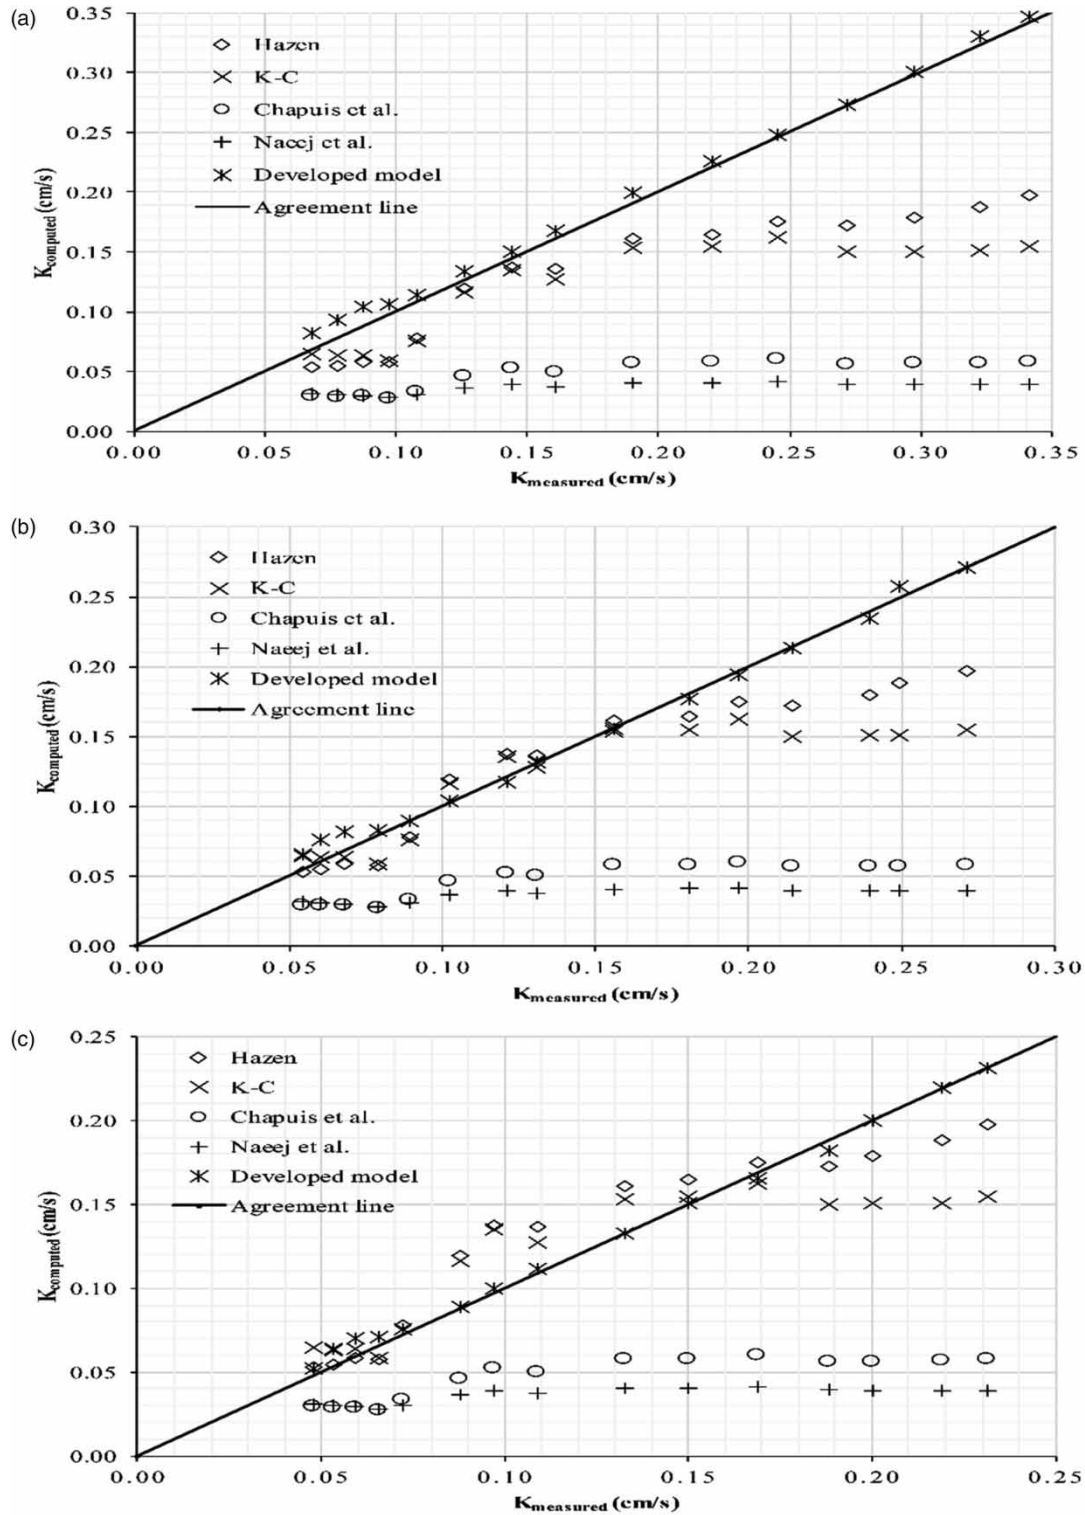 (a)
0.35
0.30
0.25
0.20
0.15
0.10
0.05
0.00
Hazen
K-C
Chapuis et al.
Naeej et al.
Developed model
Agreement line
Kcomputed (cm/s)
0.00 0.05 0.10 0.15 0.20 0.25 0.30 0.35
Kmeasured (cm/s)
(b)
0.30
0.25
0.20
0.15
0.10
0.05
0.00
Hazen
K-C
Chapuis et al.
Naeej et al.
Developed model
Agreement line
Kcomputed (cm/s)
0.00 0.05 0.10 0.15 0.20 0.25 0.30
Kmeasured (cm/s)
(c)
0.25
0.20
0.15
0.10
0.05
0.00
Hazen
K-C
Chapuis et al.
Naeej et al.
Developed model
Agreement line
Kcomputed (cm/s)
0.00 0.05 0.10 0.15 0.20 0.25
Kmeasured (cm/s)